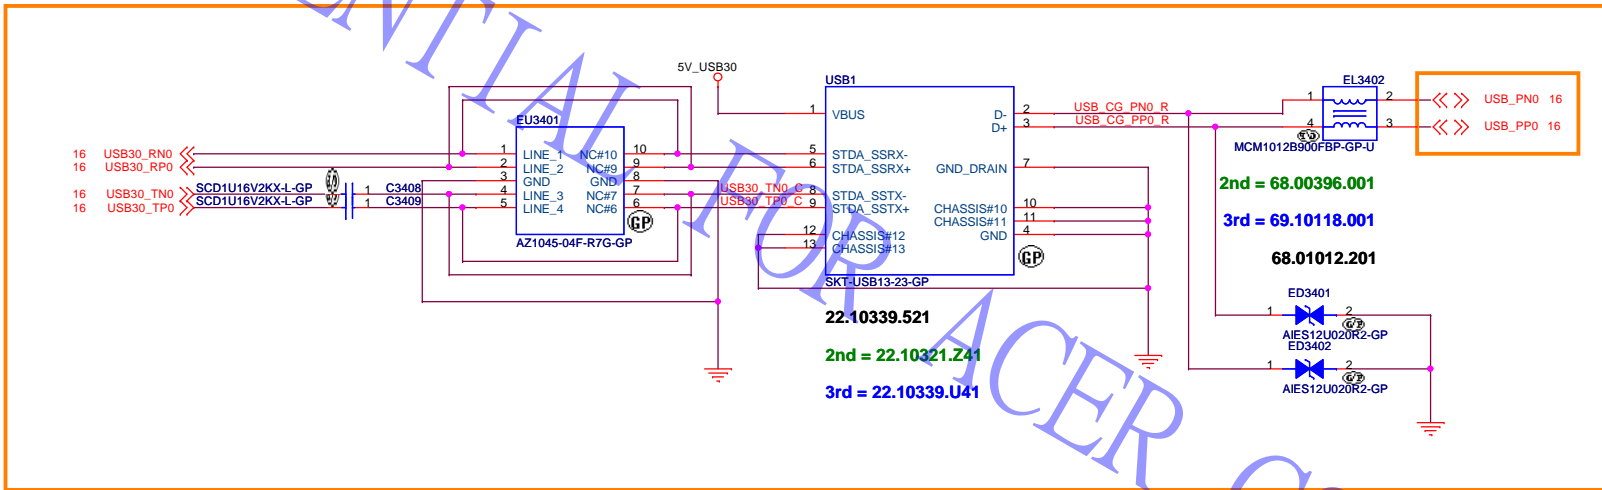 5V_USB30
USB1
EL3402
1 VBUS
D- 2 USB_CG_PN0_R
D+ 3 USB_CG_PP0_R
1 2 USB_PN0 16
4 3 USB_PP0 16
MCM1012B900FBP-GP-U
EU3401
16 USB30_RN0 1 LINE_1 NC#10 10 5 STDA_SSRX-
16 USB30_RP0 2 LINE_2 NC#9 9 6 STDA_SSRX+ GND_DRAIN 7
3 GND GND 8
16 USB30_TN0 SCD1U16V2KX-L-GP 1 C3408 4 LINE_3 NC#7 7 USB30_TN0_C 8 STDA_SSTX-
16 USB30_TP0 SCD1U16V2KX-L-GP 1 C3409 5 LINE_4 NC#6 6 USB30_TP0_C 9 STDA_SSTX+
CHASSIS#10 10
CHASSIS#11 11
12 CHASSIS#12 GND 4
13 CHASSIS#13
GP
GP
AZ1045-04F-R7G-GP
SKT-USB13-23-GP
2nd = 68.00396.001
3rd = 69.10118.001
68.01012.201
22.10339.521
2nd = 22.10321.Z41
3rd = 22.10339.U41
ED3401
1 2
AIES12U020R2-GP
ED3402
1 2
AIES12U020R2-GP
ENTIAL FOR ACER